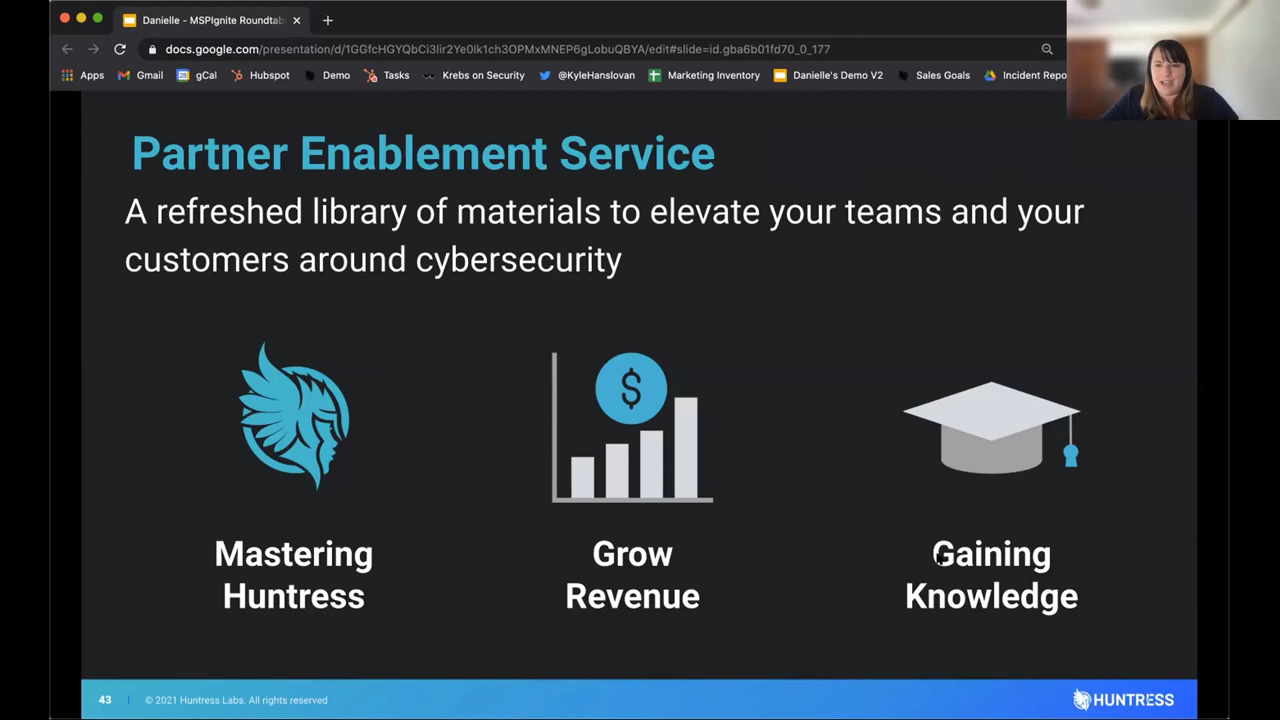 Danielle - MSPIgnite Roundtab
docs.google.com/presentation/d/1GGfcHGYQbCi3lir2Ye0lk1ch3OPMxMNEP6gLobuQBYA/edit#slide=id.gba6b01fd70_0_177
Apps Gmail gCal Hubspot Demo Tasks Krebs on Security @KyleHanslovan Marketing Inventory Danielle's Demo V2 Sales Goals Incident Repo
Partner Enablement Service
A refreshed library of materials to elevate your teams and your
customers around cybersecurity
$
Mastering
Huntress
Grow
Revenue
Gaining
Knowledge
43 | © 2021 Huntress Labs. All rights reserved
HUNTRESS